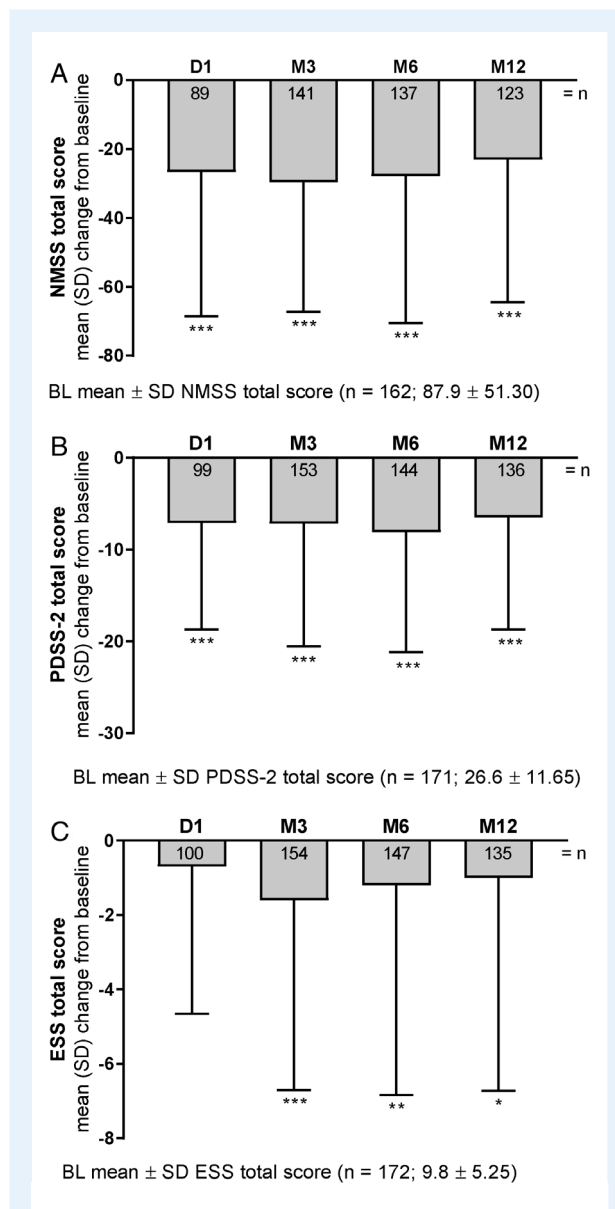 A
D1 M3 M6 M12
0
89 141 137 123 = n
-20
-40
-60
-80
*** *** *** ***
NMSS total score
mean (SD) change from baseline
BL mean ± SD NMSS total score (n = 162; 87.9 ± 51.30)
B
D1 M3 M6 M12
0
99 153 144 136 = n
-10
-20
-30
*** *** *** ***
PDSS-2 total score
mean (SD) change from baseline
BL mean ± SD PDSS-2 total score (n = 171; 26.6 ± 11.65)
C
D1 M3 M6 M12
0
100 154 147 135 = n
-2
-4
-6
-8
*** ** *
ESS total score
mean (SD) change from baseline
BL mean ± SD ESS total score (n = 172; 9.8 ± 5.25)